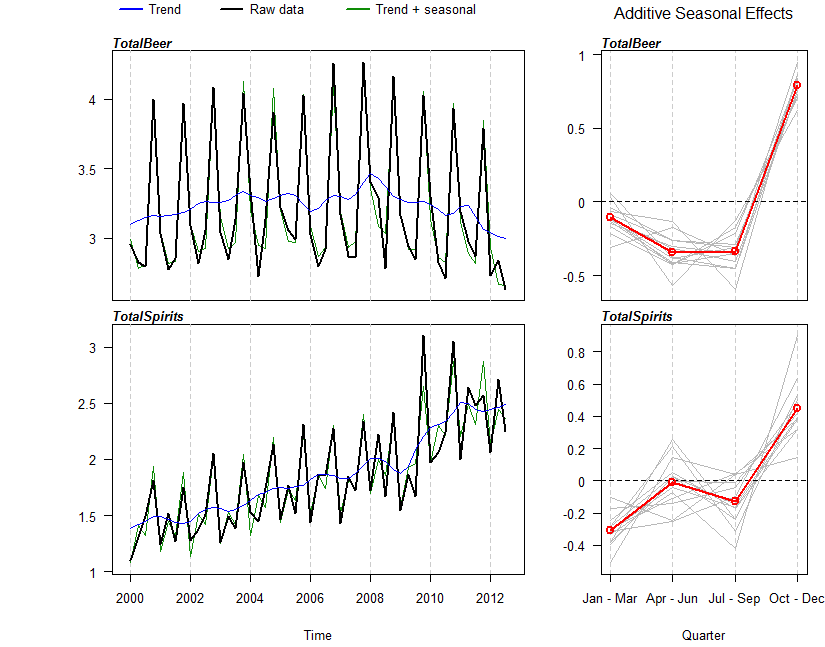 Trend Raw data Trend + seasonal
Additive Seasonal Effects
TotalBeer
4
3.5
3
TotalBeer
1
0.5
0
-0.5
TotalSpirits
3
2.5
2
1.5
1
2000 2002 2004 2006 2008 2010 2012
Time
TotalSpirits
0.8
0.6
0.4
0.2
0
-0.2
-0.4
Jan - Mar Apr - Jun Jul - Sep Oct - Dec
Quarter